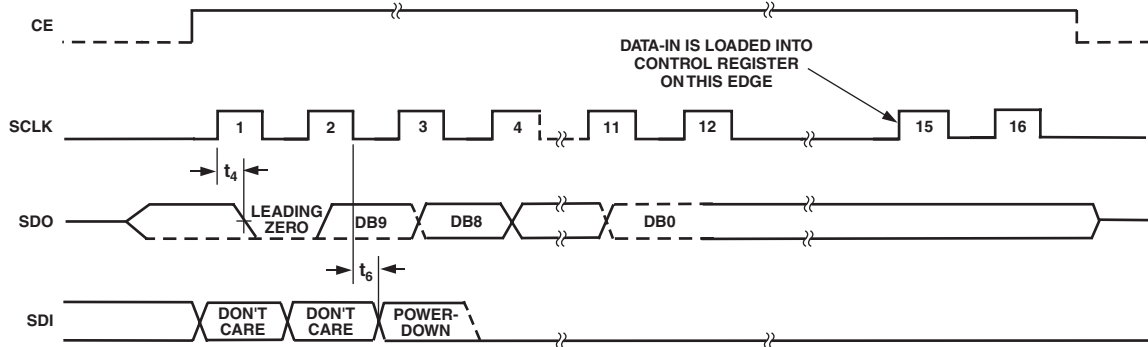 CE
DATA-IN IS LOADED INTO
CONTROL REGISTER
ON THIS EDGE
SCLK
1 2 3 4 11 12 15 16
t4
SDO
LEADING
ZERO
DB9 DB8 DB0
t6
SDI
DON'T
CARE
DON'T
CARE
POWER-
DOWN